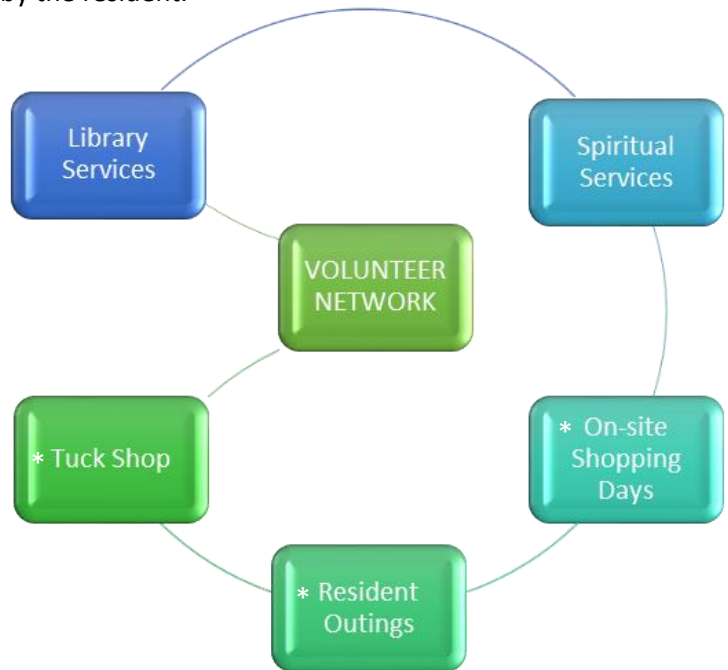 by the resident.
Library
Services
Spiritual
Services
VOLUNTEER
NETWORK
* Tuck Shop
* On-site
Shopping
Days
* Resident
Outings